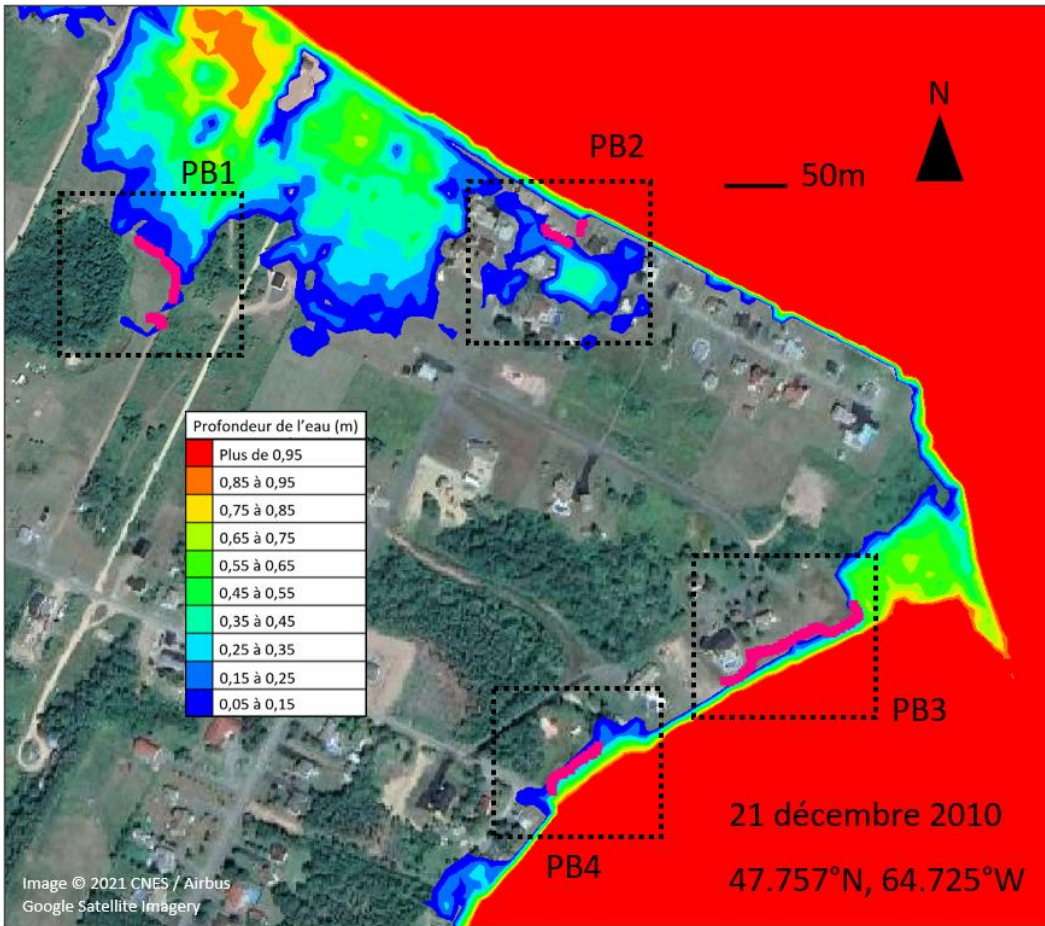 N
50m
PB1
PB2
Profondeur de l'eau (m)
Plus de 0,95
0,85 à 0,95
0,75 à 0,85
0,65 à 0,75
0,55 à 0,65
0,45 à 0,55
0,35 à 0,45
0,25 à 0,35
0,15 à 0,25
0,05 à 0,15
PB3
PB4
21 décembre 2010
47.757°N, 64.725°W
Image © 2021 CNES / Airbus
Google Satellite Imagery